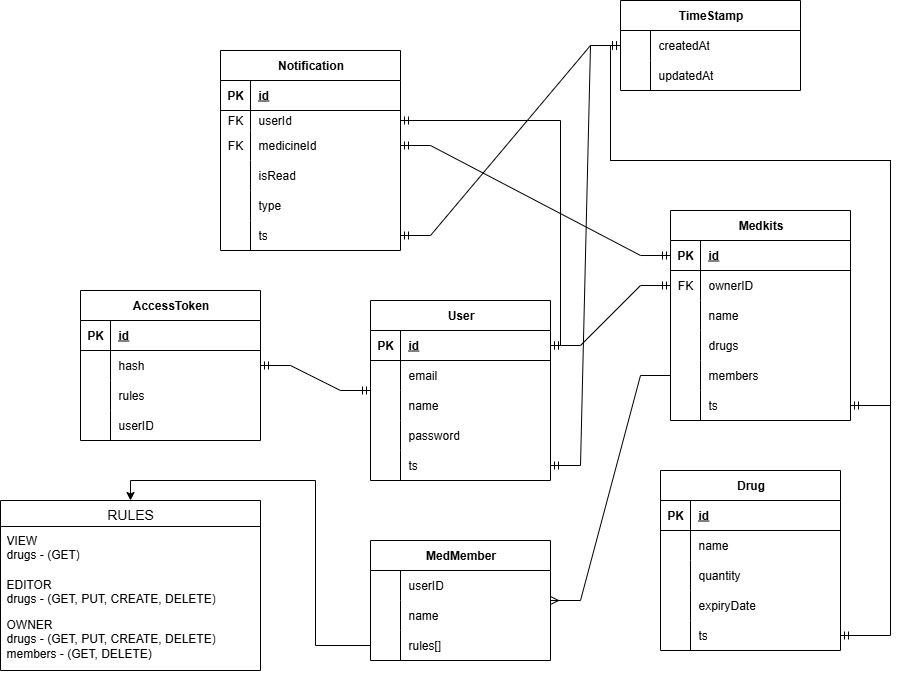 TimeStamp
createdAt
updatedAt
Notification
PK id
FK userId
FK medicineId
isRead
type
ts
Medkits
PK id
FK ownerID
name
drugs
members
ts
AccessToken
PK id
hash
rules
userID
User
PK id
email
name
password
ts
Drug
PK id
name
quantity
expiryDate
ts
RULES
VIEW
drugs - (GET)
EDITOR
drugs - (GET, PUT, CREATE, DELETE)
OWNER
drugs - (GET, PUT, CREATE, DELETE)
members - (GET, DELETE)
MedMember
userID
name
rules[]